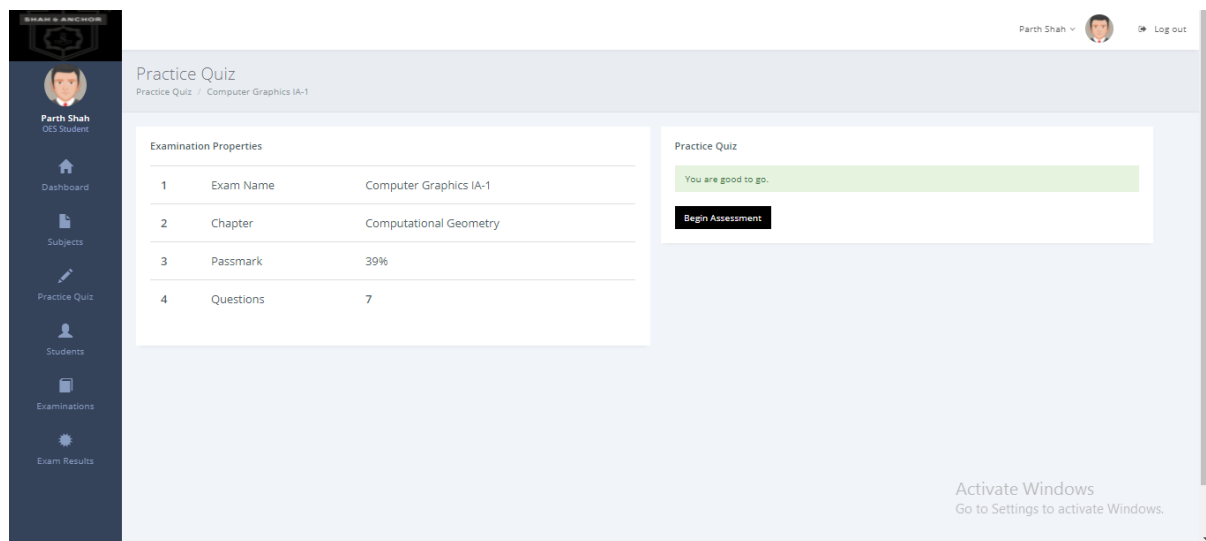 SHAH & ANCHOR
Parth Shah
Log out
Parth Shah
OES Student
Dashboard
Subjects
Practice Quiz
Students
Examinations
Exam Results
Practice Quiz
Practice Quiz / Computer Graphics IA-1
Examination Properties
1 Exam Name Computer Graphics IA-1
2 Chapter Computational Geometry
3 Passmark 39%
4 Questions 7
Practice Quiz
You are good to go.
Begin Assessment
Activate Windows
Go to Settings to activate Windows.